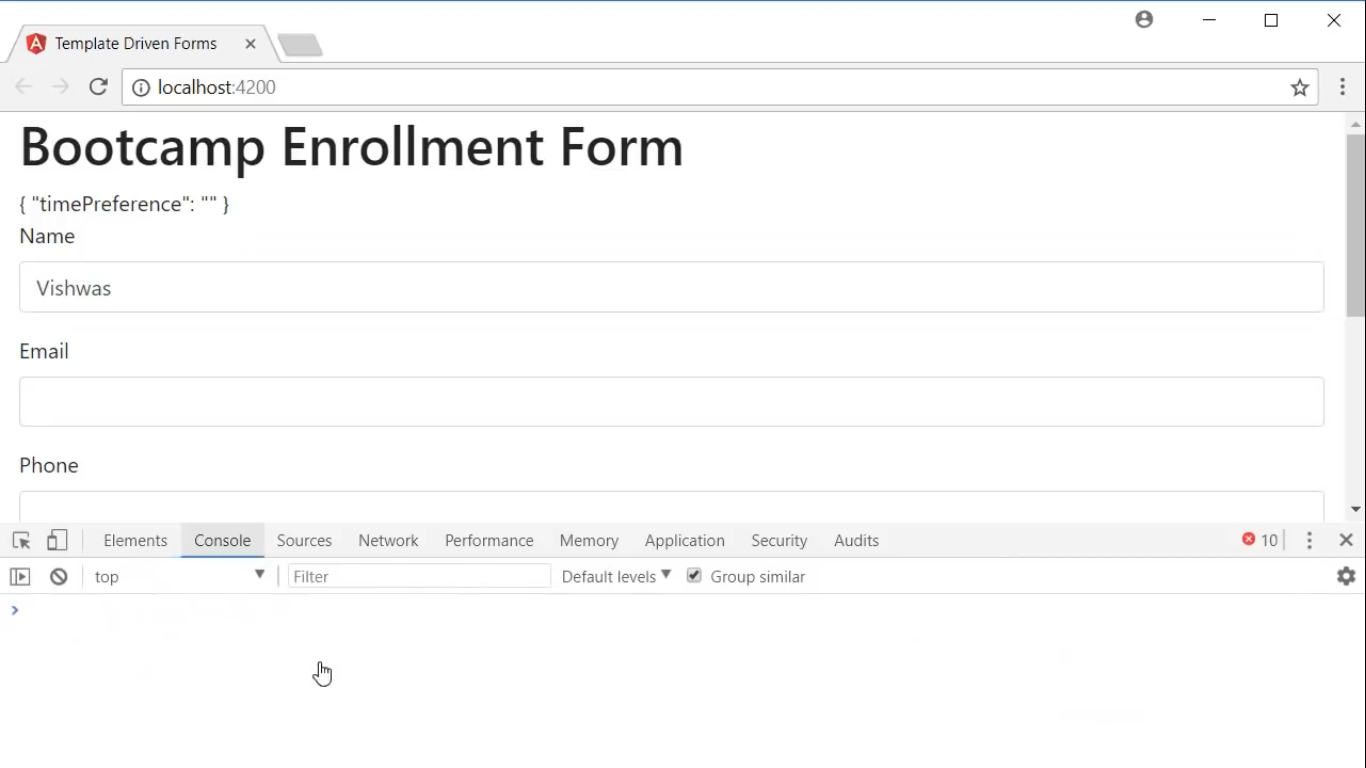 Template Driven Forms
localhost:4200
Bootcamp Enrollment Form
{ "timePreference": "" }
Name
Vishwas
Email
Phone
Elements Console Sources Network Performance Memory Application Security Audits 10
top Filter Default levels Group similar